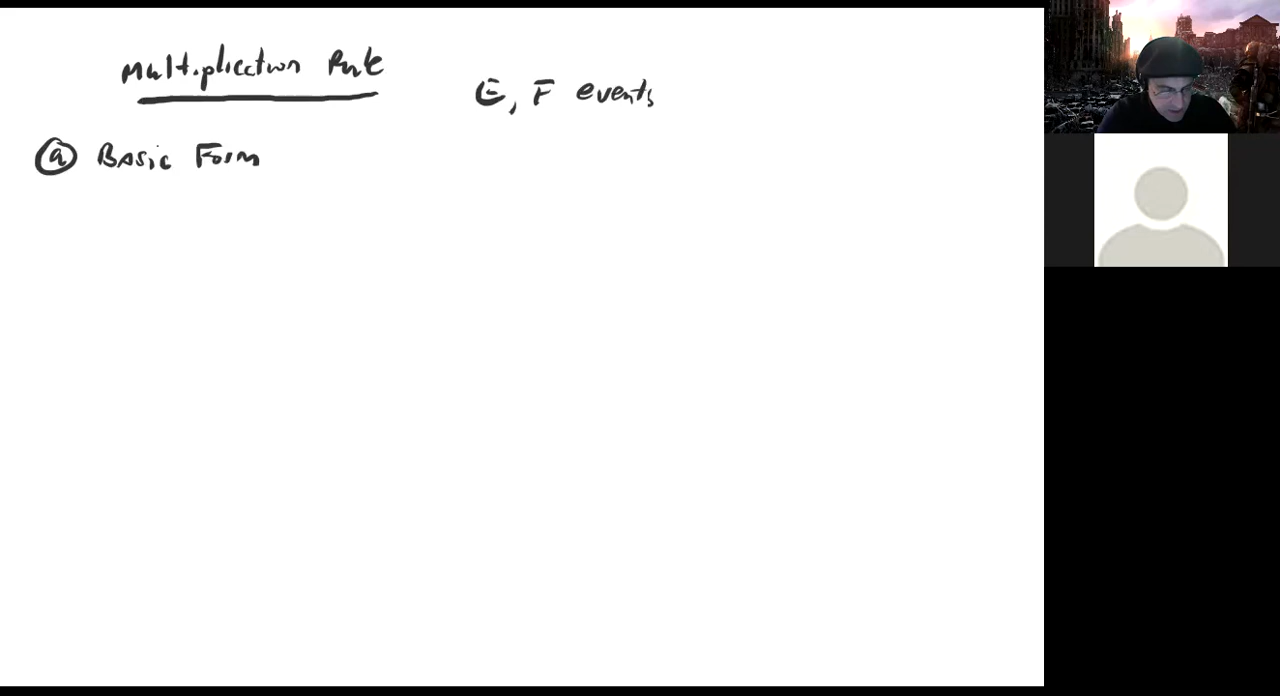 Multiplication Rule
E, F events
(a) Basic Form